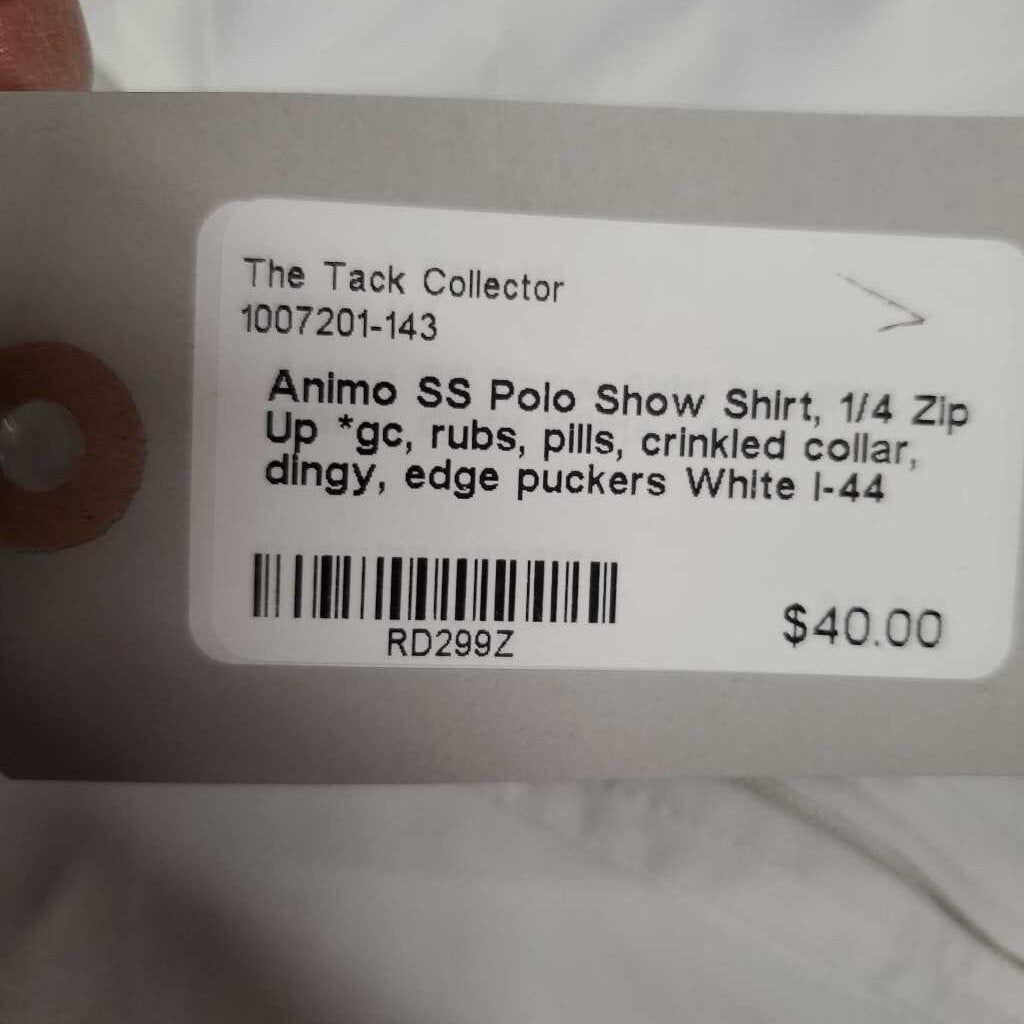 The Tack Collector
1007201-143
Animo SS Polo Show Shirt, 1/4 Zip
Up *gc, rubs, pills, crinkled collar,
dingy, edge puckers White I-44
RD299Z
$40.00